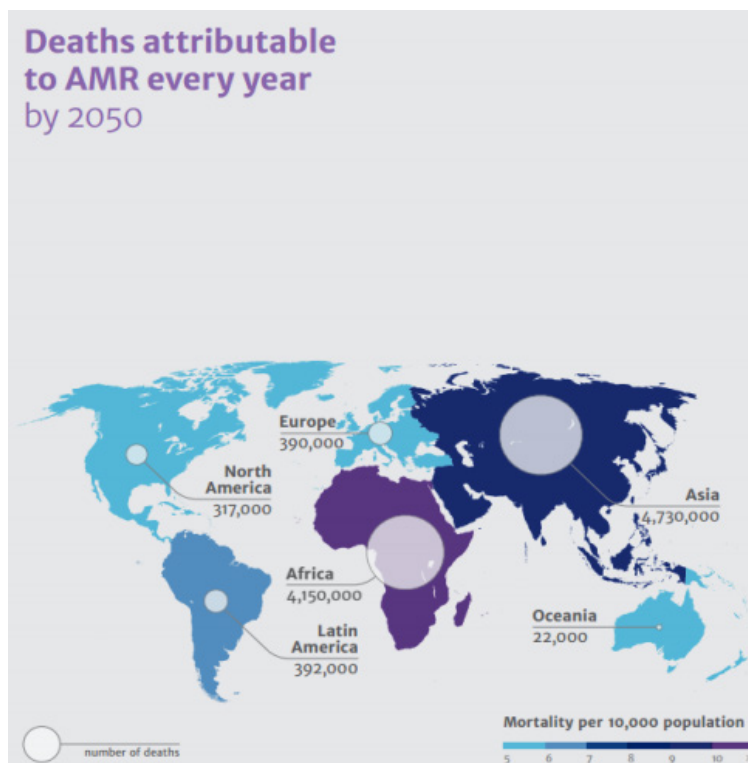 Deaths attributable
to AMR every year
by 2050
Europe
390,000
North
America
317,000
Asia
4,730,000
Africa
4,150,000
Oceania
22,000
Latin
America
392,000
Mortality per 10,000 population
number of deaths
5 6 7 8 9 10